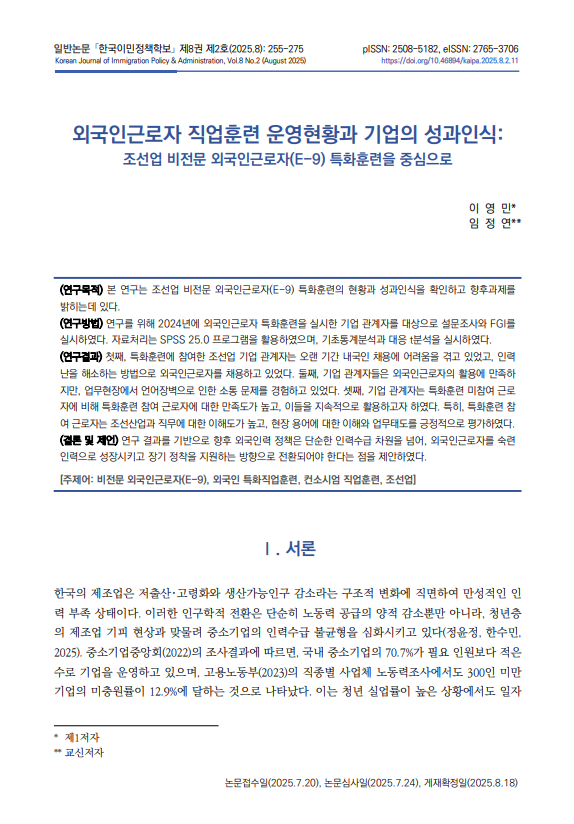 일반논문 「한국이민정책학보」 제8권 제2호(2025.8): 255-275
pISSN: 2508-5182, eISSN: 2765-3706
Korean Journal of Immigration Policy & Administration, Vol.8 No.2 (August 2025)
https://doi.org/10.46894/kaipa.2025.8.2.11
외국인근로자 직업훈련 운영현황과 기업의 성과인식:
조선업 비전문 외국인근로자(E-9) 특화훈련을 중심으로
이 영 민*
임 정 연**
(연구목적) 본 연구는 조선업 비전문 외국인근로자(E-9) 특화훈련의 현황과 성과인식을 확인하고 향후과제를
밝히는데 있다.
(연구방법) 연구를 위해 2024년에 외국인근로자 특화훈련을 실시한 기업 관계자를 대상으로 설문조사와 FGI를
실시하였다. 자료처리는 SPSS 25.0 프로그램을 활용하였으며, 기초통계분석과 대응 t분석을 실시하였다.
(연구결과) 첫째, 특화훈련에 참여한 조선업 기업 관계자는 오랜 기간 내국인 채용에 어려움을 겪고 있었고, 인력
난을 해소하는 방법으로 외국인근로자를 채용하고 있었다. 둘째, 기업 관계자들은 외국인근로자의 활용에 만족하
지만, 업무현장에서 언어장벽으로 인한 소통 문제를 경험하고 있었다. 셋째, 기업 관계자는 특화훈련 미참여 근로
자에 비해 특화훈련 참여 근로자에 대한 만족도가 높고, 이들을 지속적으로 활용하고자 하였다. 특히, 특화훈련 참
여 근로자는 조선산업과 직무에 대한 이해도가 높고, 현장 용어에 대한 이해와 업무태도를 긍정적으로 평가하였다.
(결론 및 제언) 연구 결과를 기반으로 향후 외국인력 정책은 단순한 인력수급 차원을 넘어, 외국인근로자를 숙련
인력으로 성장시키고 장기 정착을 지원하는 방향으로 전환되어야 한다는 점을 제안하였다.
[주제어: 비전문 외국인근로자(E-9), 외국인 특화직업훈련, 컨소시엄 직업훈련, 조선업]
Ⅰ. 서론
한국의 제조업은 저출산·고령화와 생산가능인구 감소라는 구조적 변화에 직면하여 만성적인 인
력 부족 상태이다. 이러한 인구학적 전환은 단순히 노동력 공급의 양적 감소뿐만 아니라, 청년층
의 제조업 기피 현상과 맞물려 중소기업의 인력수급 불균형을 심화시키고 있다(정윤정, 한수민,
2025). 중소기업중앙회(2022)의 조사결과에 따르면, 국내 중소기업의 70.7%가 필요 인원보다 적은
수로 기업을 운영하고 있으며, 고용노동부(2023)의 직종별 사업체 노동력조사에서도 300인 미만
기업의 미충원률이 12.9%에 달하는 것으로 나타났다. 이는 청년 실업률이 높은 상황에서도 일자
* 제1저자
** 교신저자
논문접수일(2025.7.20), 논문심사일(2025.7.24), 게재확정일(2025.8.18)